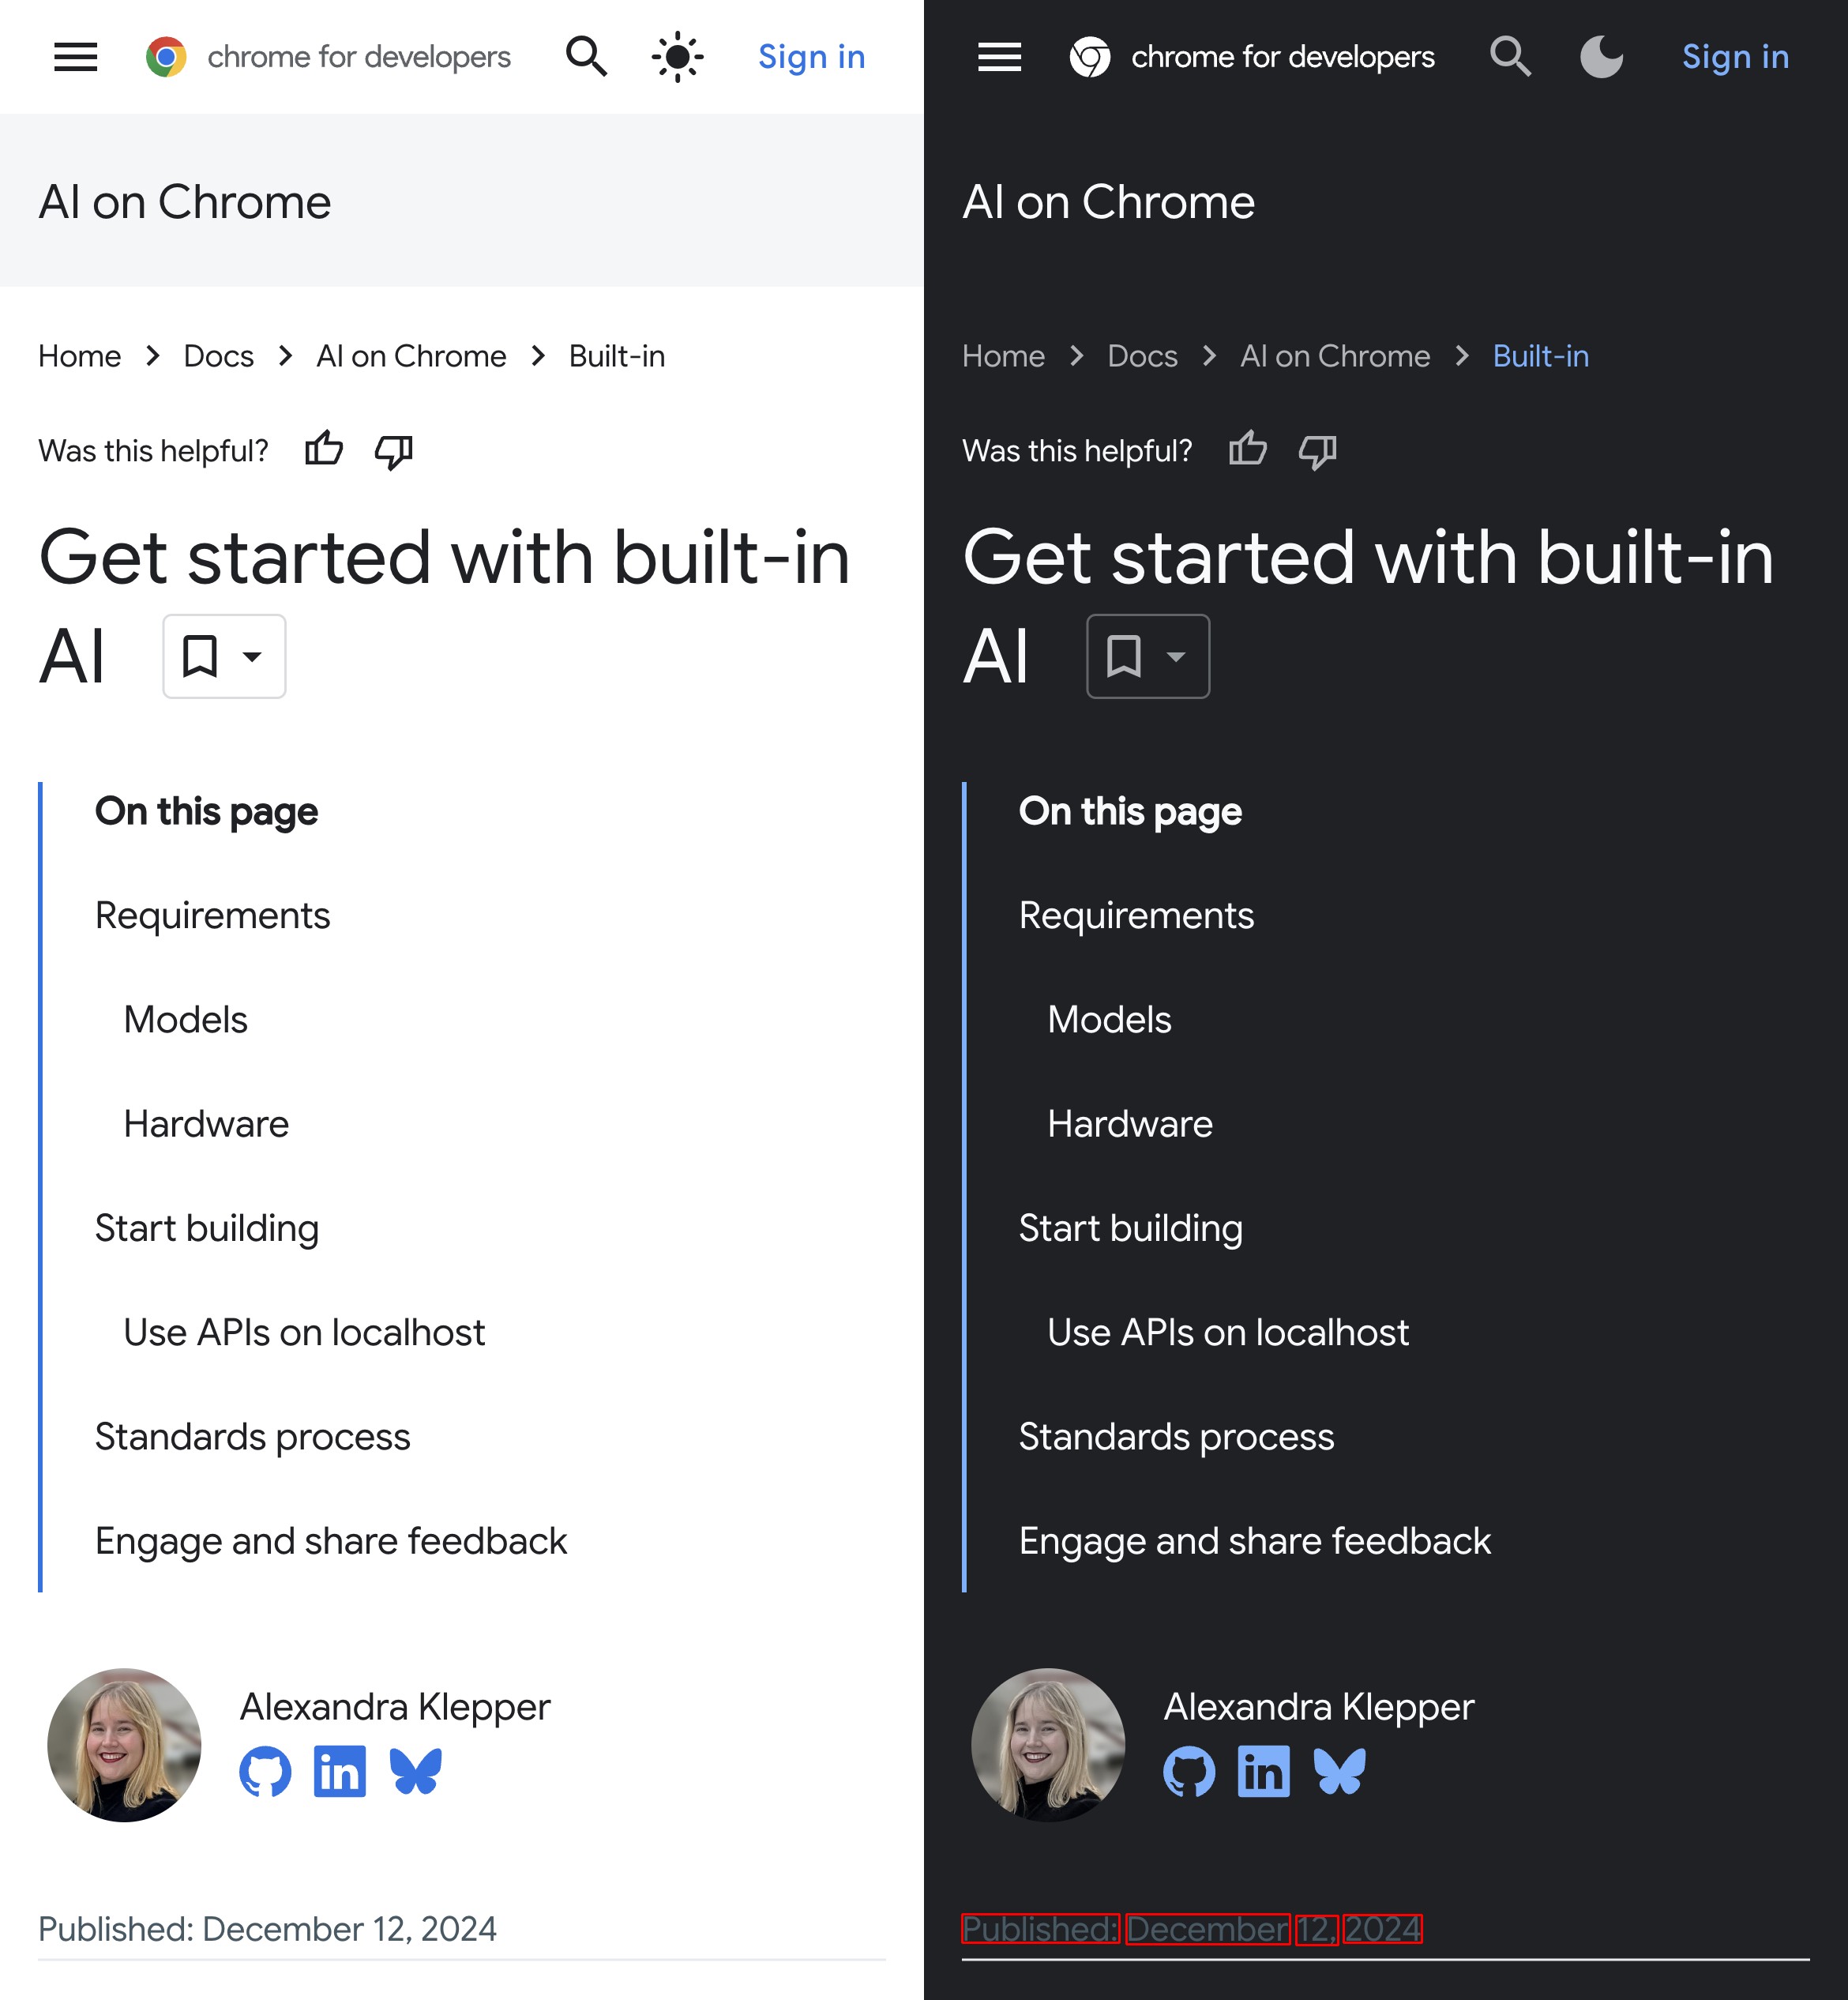 chrome for developers Sign in
AI on Chrome
Home Docs AI on Chrome Built-in
Was this helpful?
Get started with built-in
AI
On this page
Requirements
Models
Hardware
Start building
Use APIs on localhost
Standards process
Engage and share feedback
Alexandra Klepper
in
Published: December 12, 2024
chrome for developers Sign in
AI on Chrome
Home Docs AI on Chrome Built-in
Was this helpful?
Get started with built-in
AI
On this page
Requirements
Models
Hardware
Start building
Use APIs on localhost
Standards process
Engage and share feedback
Alexandra Klepper
in
Published: December 12, 2024